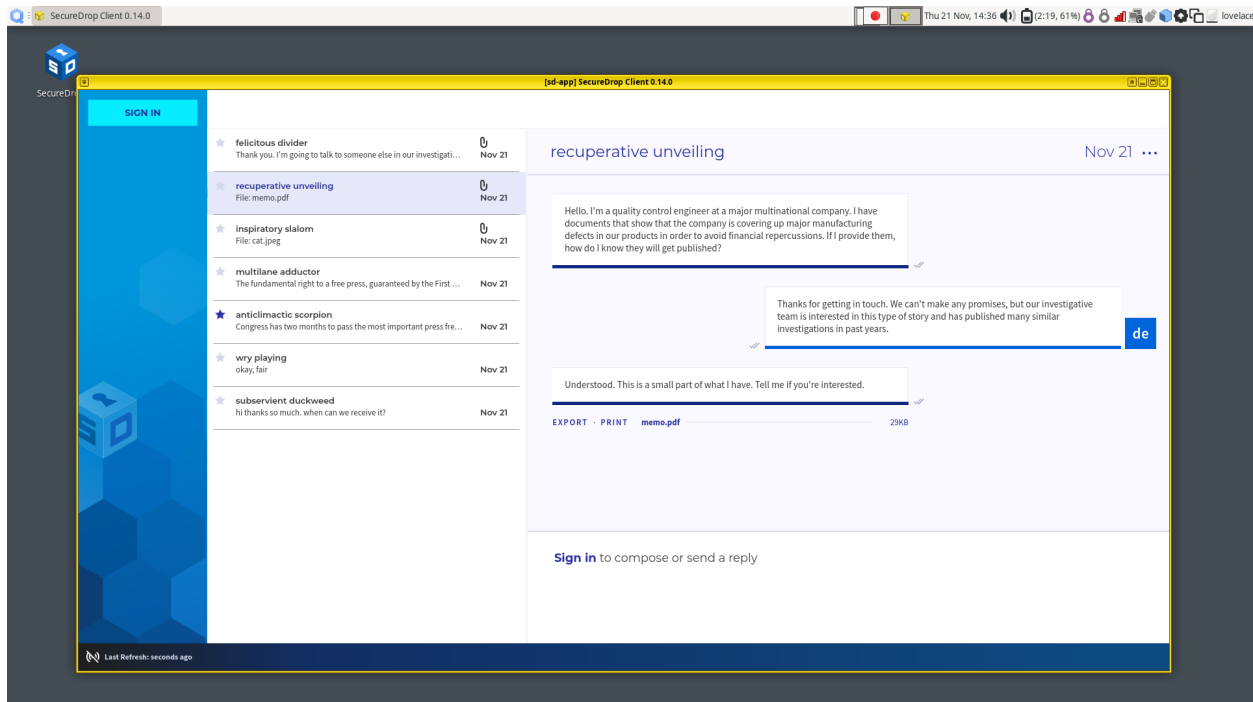 SecureDrop Client 0.14.0
Thu 21 Nov, 14:36
(2:19, 61%)
lovelace
SecureDr
[sd-app] SecureDrop Client 0.14.0
SIGN IN
felicitous divider
Thank you. I'm going to talk to someone else in our investigati...
Nov 21
recuperative unveiling
File: memo.pdf
Nov 21
inspiratory slalom
File: cat.jpeg
Nov 21
multilane adductor
The fundamental right to a free press, guaranteed by the First ...
Nov 21
anticlimactic scorpion
Congress has two months to pass the most important press fre...
Nov 21
wry playing
okay, fair
Nov 21
subservient duckweed
hi thanks so much. when can we receive it?
Nov 21
recuperative unveiling
Nov 21
Hello. I'm a quality control engineer at a major multinational company. I have
documents that show that the company is covering up major manufacturing
defects in our products in order to avoid financial repercussions. If I provide them,
how do I know they will get published?
Thanks for getting in touch. We can't make any promises, but our investigative
team is interested in this type of story and has published many similar
investigations in past years.
de
Understood. This is a small part of what I have. Tell me if you're interested.
EXPORT · PRINT memo.pdf 29KB
Sign in to compose or send a reply
SD
Last Refresh: seconds ago